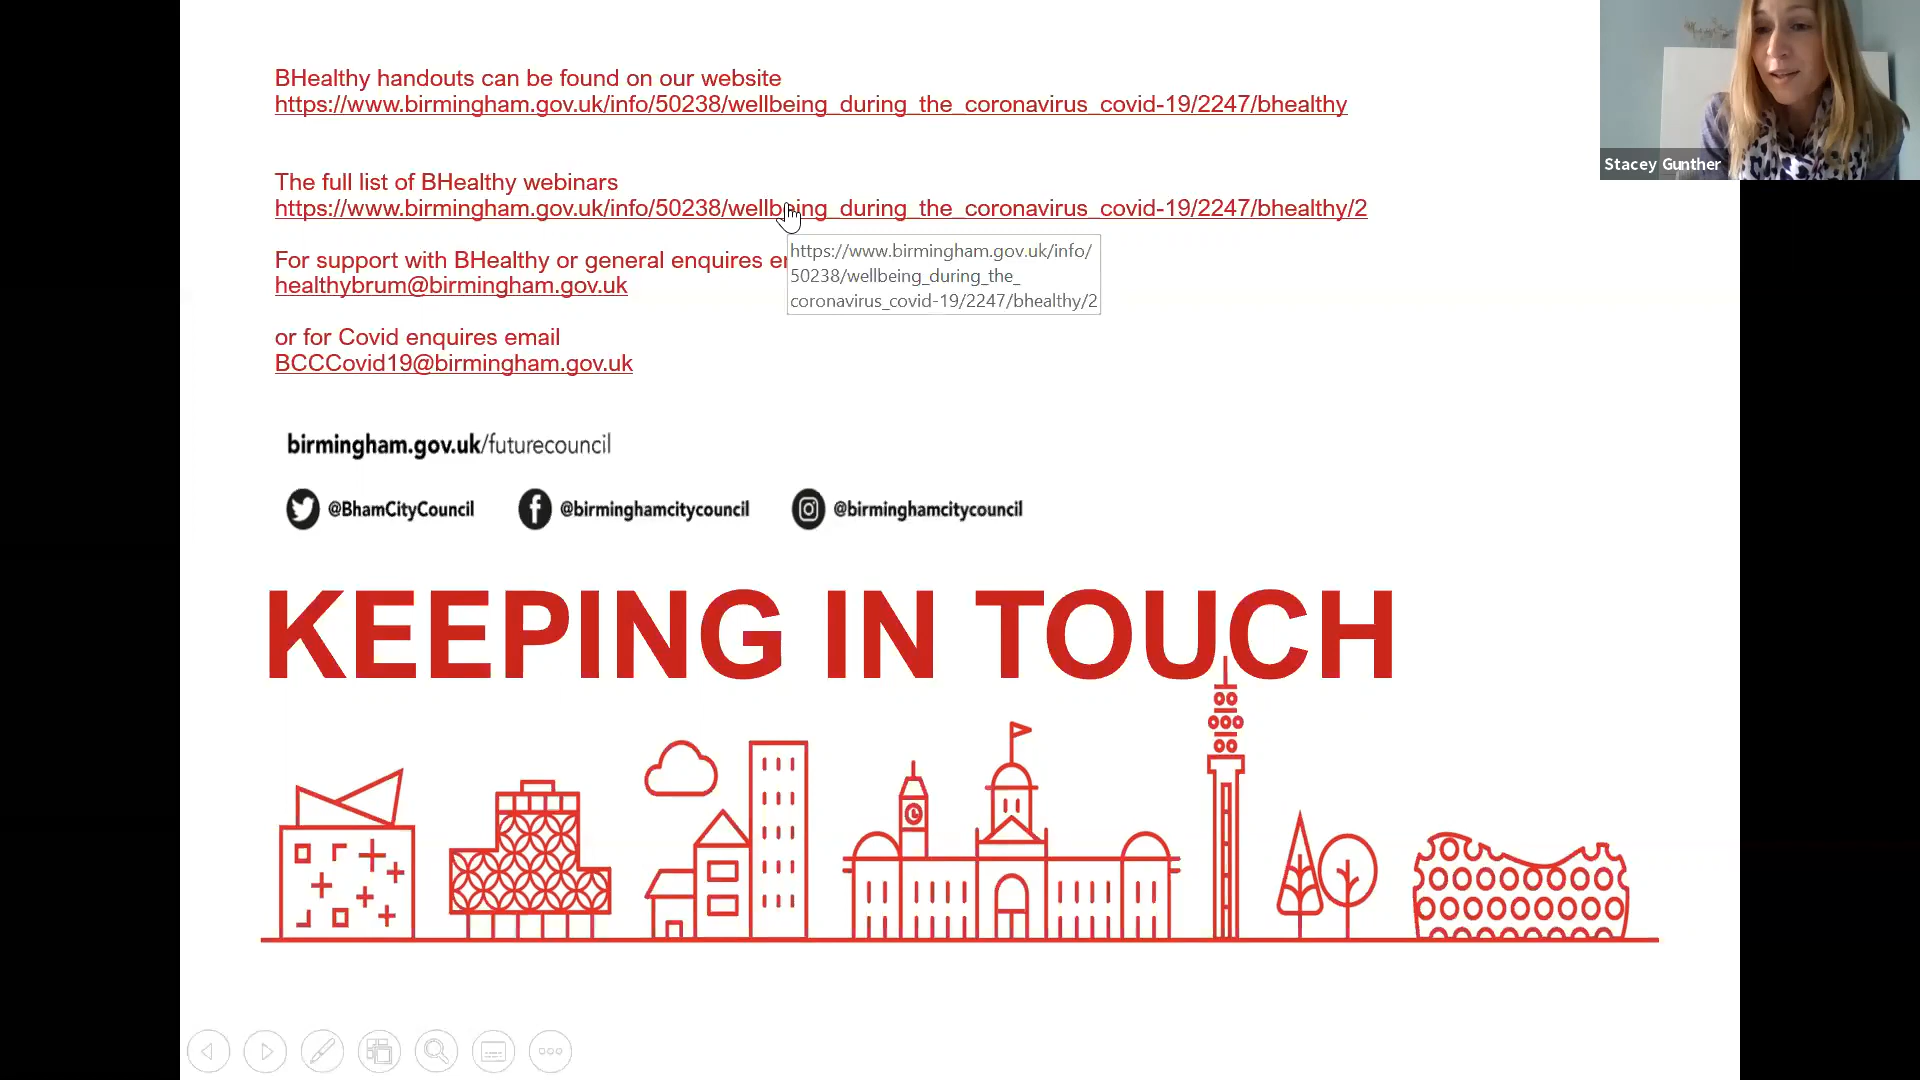 BHealthy handouts can be found on our website
https://www.birmingham.gov.uk/info/50238/wellbeing_during_the_coronavirus_covid-19/2247/bhealthy
Stacey Gunther
The full list of BHealthy webinars
https://www.birmingham.gov.uk/info/50238/wellbeing_during_the_coronavirus_covid-19/2247/bhealthy/2
For support with BHealthy or general enquires
healthybrum@birmingham.gov.uk
https://www.birmingham.gov.uk/info/
50238/wellbeing_during_the_
coronavirus_covid-19/2247/bhealthy/2
or for Covid enquires email
BCCCovid19@birmingham.gov.uk
birmingham.gov.uk/futurecouncil
@BhamCityCouncil @birminghamcitycouncil @birminghamcitycouncil
KEEPING IN TOUCH